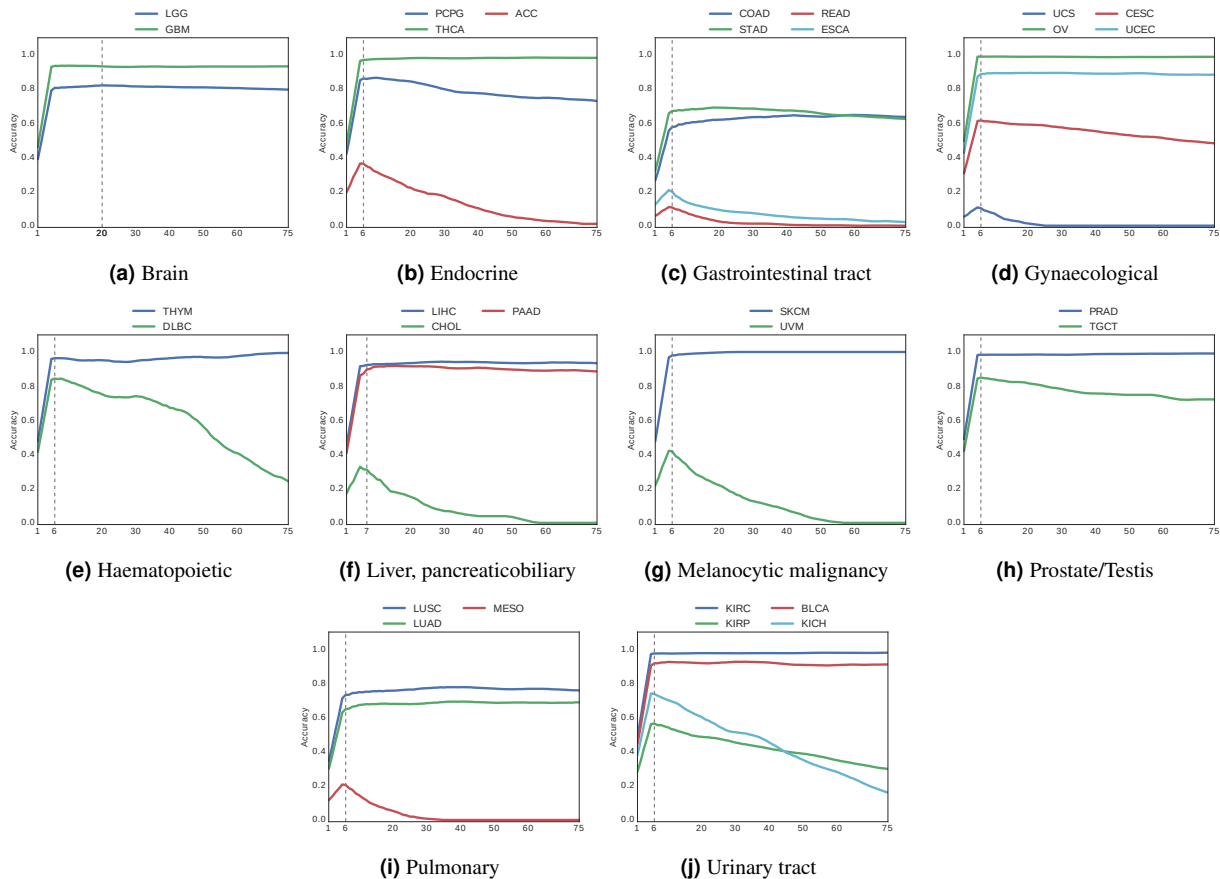 LGG
GBM
Accuracy
1.0
0.8
0.6
0.4
0.2
0.0
1 20 30 40 50 60 75
(a) Brain
PCPG ACC
THCA
Accuracy
1.0
0.8
0.6
0.4
0.2
0.0
1 6 20 30 40 50 60 75
(b) Endocrine
COAD READ
STAD ESCA
Accuracy
1.0
0.8
0.6
0.4
0.2
0.0
1 6 20 30 40 50 60 75
(c) Gastrointestinal tract
UCS CESC
OV UCEC
Accuracy
1.0
0.8
0.6
0.4
0.2
0.0
1 6 20 30 40 50 60 75
(d) Gynaecological
THYM
DLBC
Accuracy
1.0
0.8
0.6
0.4
0.2
0.0
1 6 20 30 40 50 60 75
(e) Haematopoietic
LIHC PAAD
CHOL
Accuracy
1.0
0.8
0.6
0.4
0.2
0.0
1 7 20 30 40 50 60 75
(f) Liver, pancreaticobiliary
SKCM
UVM
Accuracy
1.0
0.8
0.6
0.4
0.2
0.0
1 6 20 30 40 50 60 75
(g) Melanocytic malignancy
PRAD
TGCT
Accuracy
1.0
0.8
0.6
0.4
0.2
0.0
1 6 20 30 40 50 60 75
(h) Prostate/Testis
LUSC MESO
LUAD
Accuracy
1.0
0.8
0.6
0.4
0.2
0.0
1 6 20 30 40 50 60 75
(i) Pulmonary
KIRC BLCA
KIRP KICH
Accuracy
1.0
0.8
0.6
0.4
0.2
0.0
1 6 20 30 40 50 60 75
(j) Urinary tract